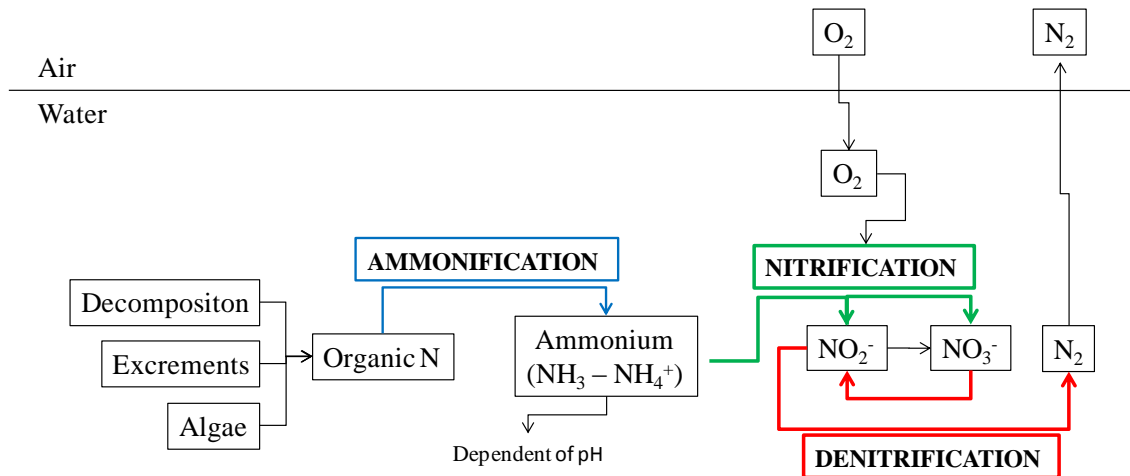 O₂
N₂
Air
Water
O₂
AMMONIFICATION
NITRIFICATION
Decompositon
Excrements
Algae
Organic N
Ammonium
(NH₃ – NH₄⁺)
NO₂⁻
NO₃⁻
N₂
Dependent of pH
DENITRIFICATION